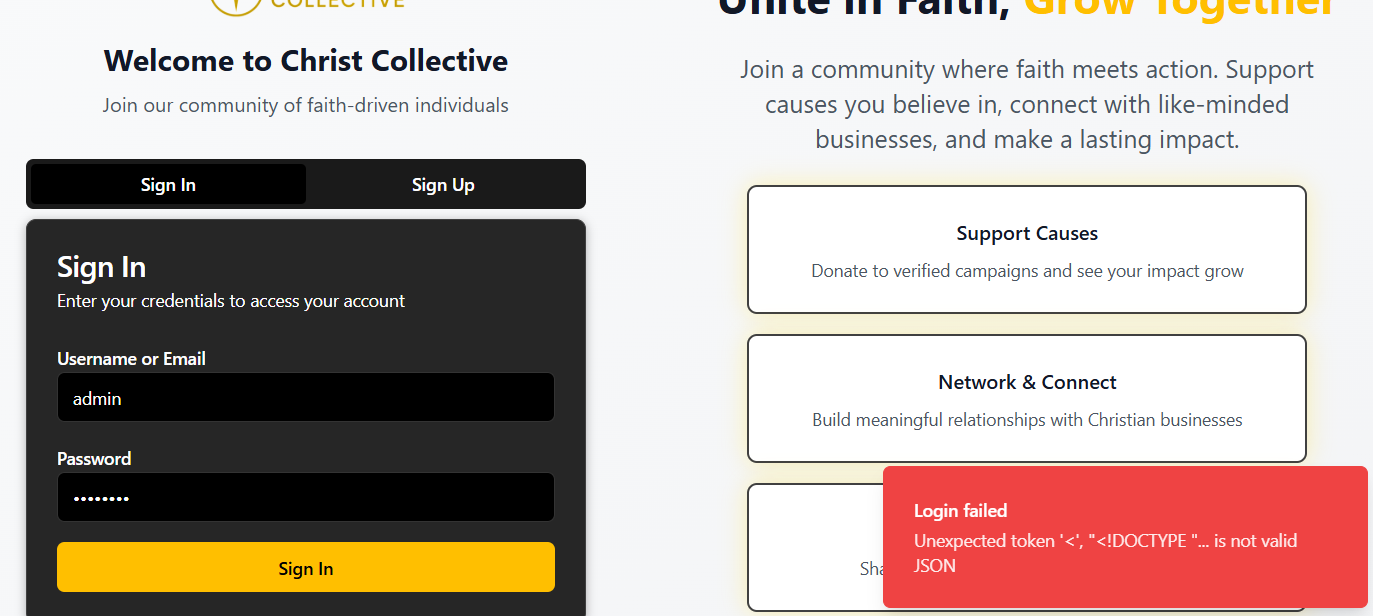 COLLECTIVE
Welcome to Christ Collective
Join our community of faith-driven individuals
Sign In
Sign Up
Sign In
Enter your credentials to access your account
Username or Email
admin
Password
••••••••
Sign In
Unite in Faith, Grow Together
Join a community where faith meets action. Support
causes you believe in, connect with like-minded
businesses, and make a lasting impact.
Support Causes
Donate to verified campaigns and see your impact grow
Network & Connect
Build meaningful relationships with Christian businesses
Login failed
Unexpected token '<', "<!DOCTYPE "... is not valid
JSON